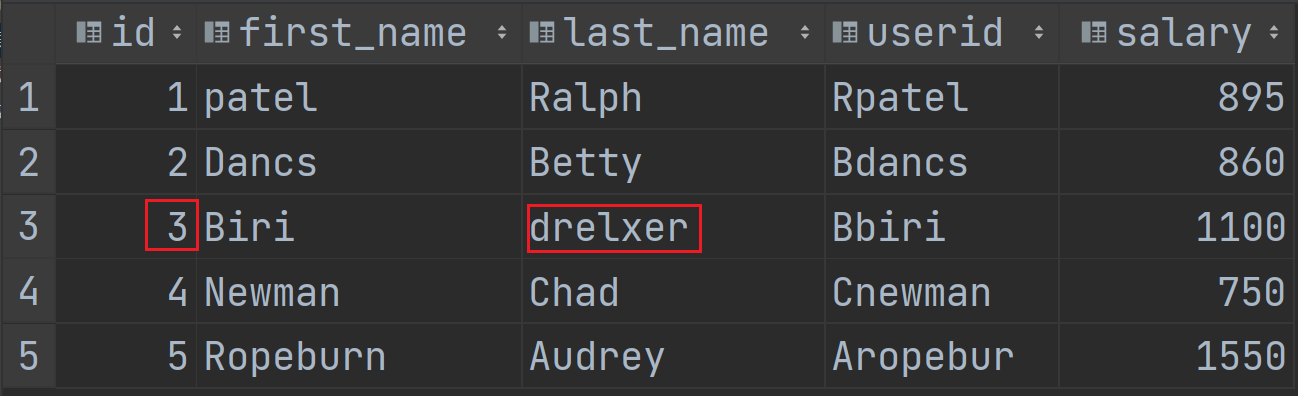 id first_name last_name userid salary
1 1 patel Ralph Rpatel 895
2 2 Dancs Betty Bdancs 860
3 3 Biri drelxer Bbiri 1100
4 4 Newman Chad Cnewman 750
5 5 Ropeburn Audrey Aropebur 1550